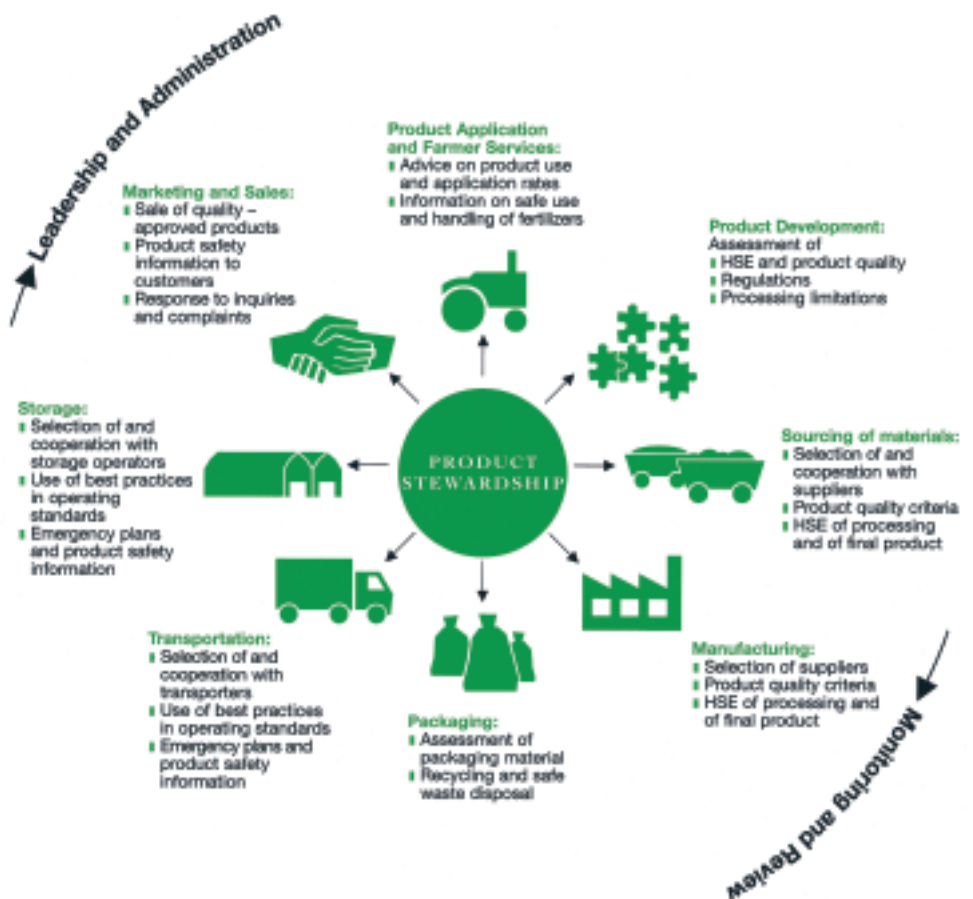 Leadership and Administration
Product Application
and Farmer Services:
Advice on product use
and application rates
Information on safe use
and handling of fertilizers
Marketing and Sales:
Sale of quality –
approved products
Product safety
information to
customers
Response to inquiries
and complaints
Product Development:
Assessment of
HSE and product quality
Regulations
Processing limitations
Storage:
Selection of and
cooperation with
storage operators
Use of best practices
in operating
standards
Emergency plans
and product safety
information
PRODUCT
STEWARDSHIP
Sourcing of materials:
Selection of and
cooperation with
suppliers
Product quality criteria
HSE of processing
and of final product
Transportation:
Selection of and
cooperation with
transporters
Use of best practices
in operating standards
Emergency plans and
product safety
information
Packaging:
Assessment of
packaging material
Recycling and safe
waste disposal
Manufacturing:
Selection of suppliers
Product quality criteria
HSE of processing and
of final product
Monitoring and Review